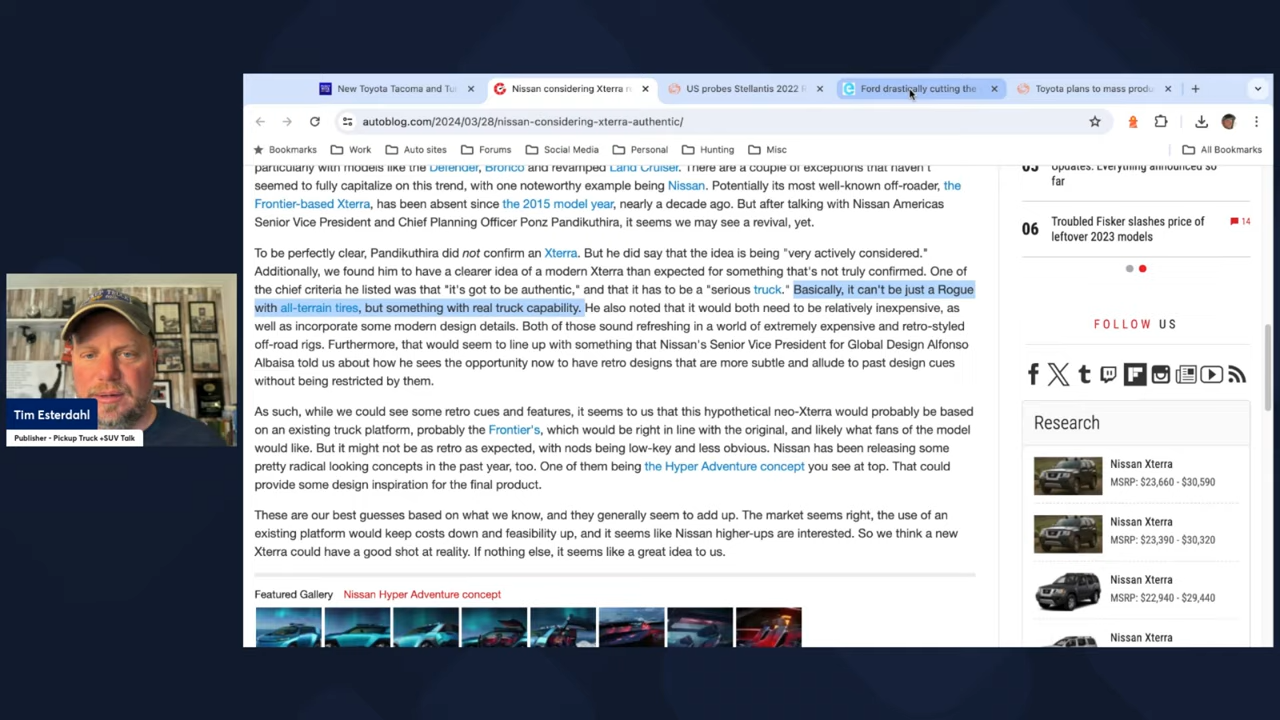 New Toyota Tacoma and Tu
Nissan considering Xterra r
US probes Stellantis 2022 F
Ford drastically cutting the
Toyota plans to mass produ
autoblog.com/2024/03/28/nissan-considering-xterra-authentic/
Bookmarks
Work
Auto sites
Forums
Social Media
Personal
Hunting
Misc
All Bookmarks
particularly with models like the Defender, Bronco and revamped Land Cruiser. There are a couple of exceptions that haven't
seemed to fully capitalize on this trend, with one noteworthy example being Nissan. Potentially its most well-known off-roader, the
Frontier-based Xterra, has been absent since the 2015 model year, nearly a decade ago. But after talking with Nissan Americas
Senior Vice President and Chief Planning Officer Ponz Pandikuthira, it seems we may see a revival, yet.
To be perfectly clear, Pandikuthira did not confirm an Xterra. But he did say that the idea is being "very actively considered."
Additionally, we found him to have a clearer idea of a modern Xterra than expected for something that's not truly confirmed. One of
the chief criteria he listed was that "it's got to be authentic," and that it has to be a "serious truck." Basically, it can't be just a Rogue
with all-terrain tires, but something with real truck capability. He also noted that it would both need to be relatively inexpensive, as
well as incorporate some modern design details. Both of those sound refreshing in a world of extremely expensive and retro-styled
off-road rigs. Furthermore, that would seem to line up with something that Nissan's Senior Vice President for Global Design Alfonso
Albaisa told us about how he sees the opportunity now to have retro designs that are more subtle and allude to past design cues
without being restricted by them.
As such, while we could see some retro cues and features, it seems to us that this hypothetical neo-Xterra would probably be based
on an existing truck platform, probably the Frontier's, which would be right in line with the original, and likely what fans of the model
would like. But it might not be as retro as expected, with nods being low-key and less obvious. Nissan has been releasing some
pretty radical looking concepts in the past year, too. One of them being the Hyper Adventure concept you see at top. That could
provide some design inspiration for the final product.
These are our best guesses based on what we know, and they generally seem to add up. The market seems right, the use of an
existing platform would keep costs down and feasibility up, and it seems like Nissan higher-ups are interested. So we think a new
Xterra could have a good shot at reality. If nothing else, it seems like a great idea to us.
Featured Gallery Nissan Hyper Adventure concept
Updates: Everything announced so
far
06
Troubled Fisker slashes price of
leftover 2023 models
14
FOLLOW US
Research
Nissan Xterra
MSRP: $23,660 - $30,590
Nissan Xterra
MSRP: $23,390 - $30,320
Nissan Xterra
MSRP: $22,940 - $29,440
Nissan Xterra
Tim Esterdahl
Publisher - Pickup Truck +SUV Talk